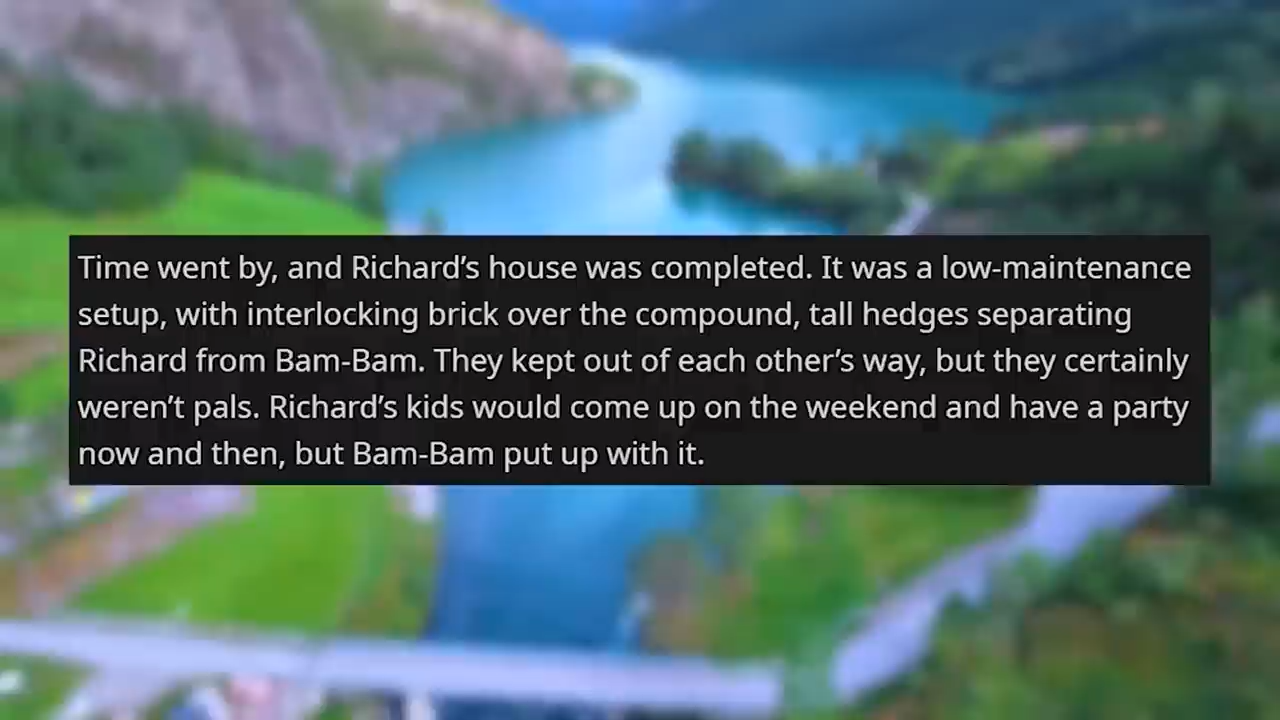 Time went by, and Richard’s house was completed. It was a low-maintenance
setup, with interlocking brick over the compound, tall hedges separating
Richard from Bam-Bam. They kept out of each other’s way, but they certainly
weren’t pals. Richard’s kids would come up on the weekend and have a party
now and then, but Bam-Bam put up with it.